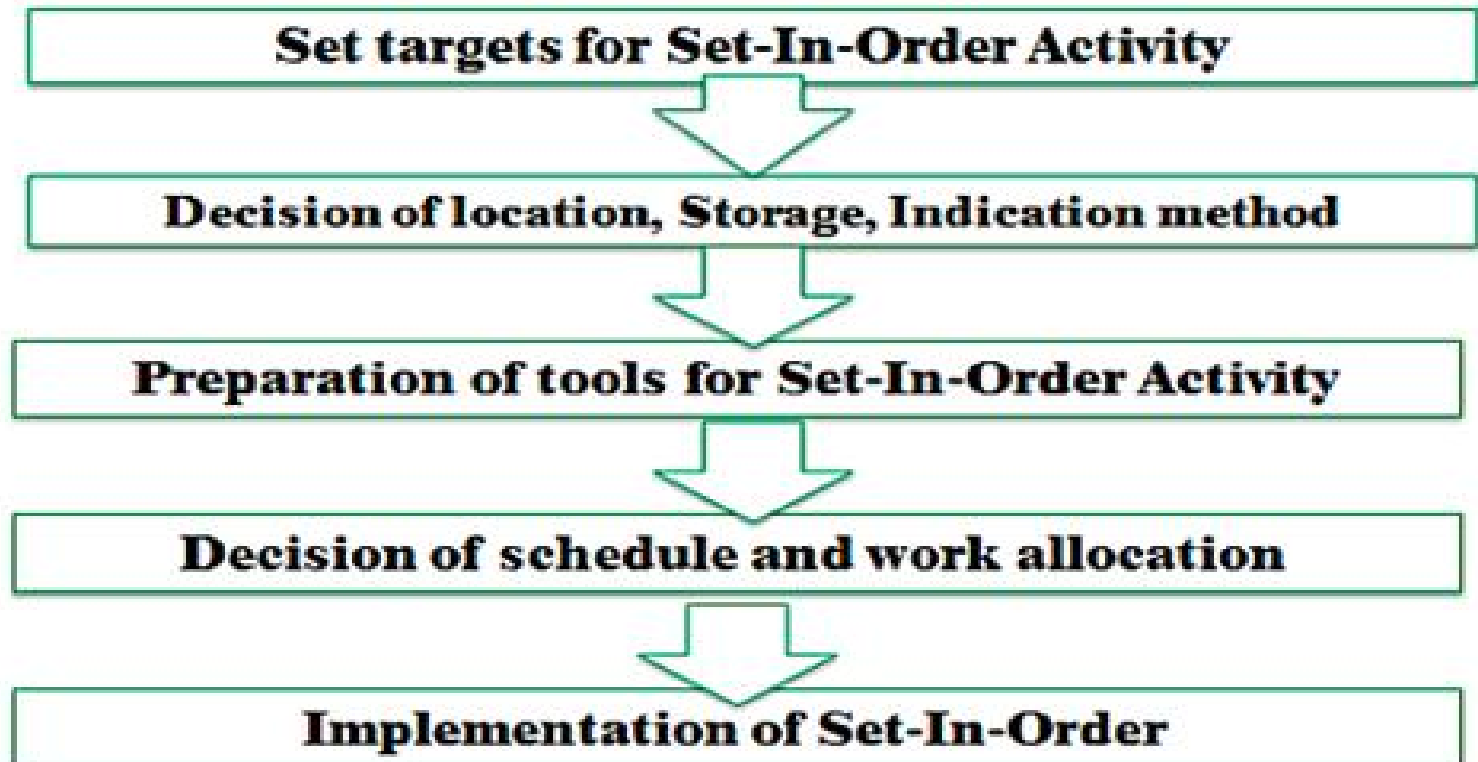 Set targets for Set-In-Order Activity
Decision of location, Storage, Indication method
Preparation of tools for Set-In-Order Activity
Decision of schedule and work allocation
Implementation of Set-In-Order